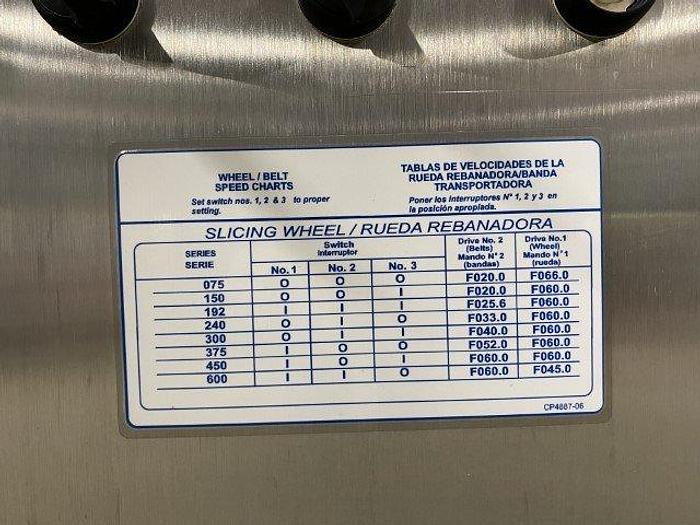 WHEEL / BELT
SPEED CHARTS
Set switch nos. 1, 2 & 3 to proper
setting.
TABLAS DE VELOCIDADES DE LA
RUEDA REBANADORA/BANDA
TRANSPORTADORA
Poner los interruptores N° 1, 2 y 3 en
la posición apropiada.
SLICING WHEEL / RUEDA REBANADORA
SERIES
SERIE
Switch
Interruptor
No. 1 No. 2 No. 3
Drive No. 2
(Belts)
Mando N° 2
(bandas)
Drive No.1
(Wheel)
Mando N° 1
(rueda)
075 O O O F020.0 F066.0
150 O O I F020.0 F060.0
192 I I I F025.6 F060.0
240 O I O F033.0 F060.0
300 O I I F040.0 F060.0
375 I O O F052.0 F060.0
450 I O I F060.0 F060.0
600 I I O F060.0 F045.0
CP4887-06